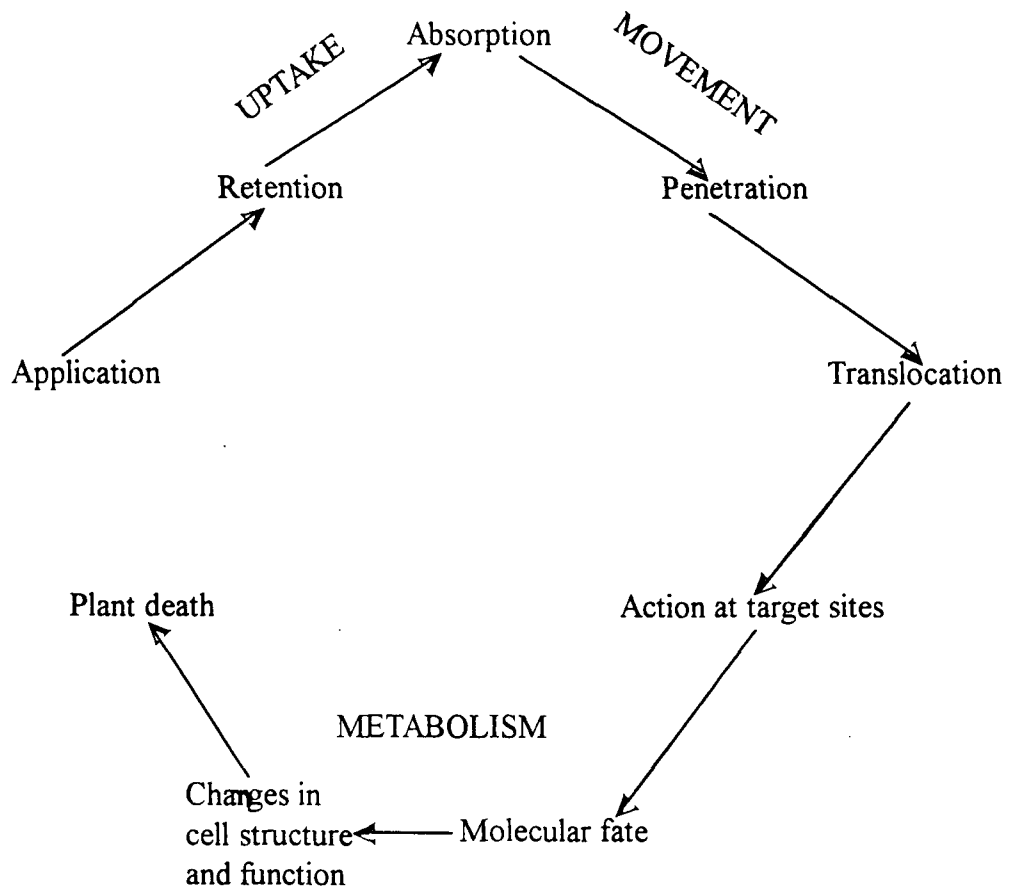 Absorption
UPTAKE
MOVEMENT
Retention
Penetration
Application
Translocation
Plant death
Action at target sites
METABOLISM
Changes in
cell structure
and function
Molecular fate